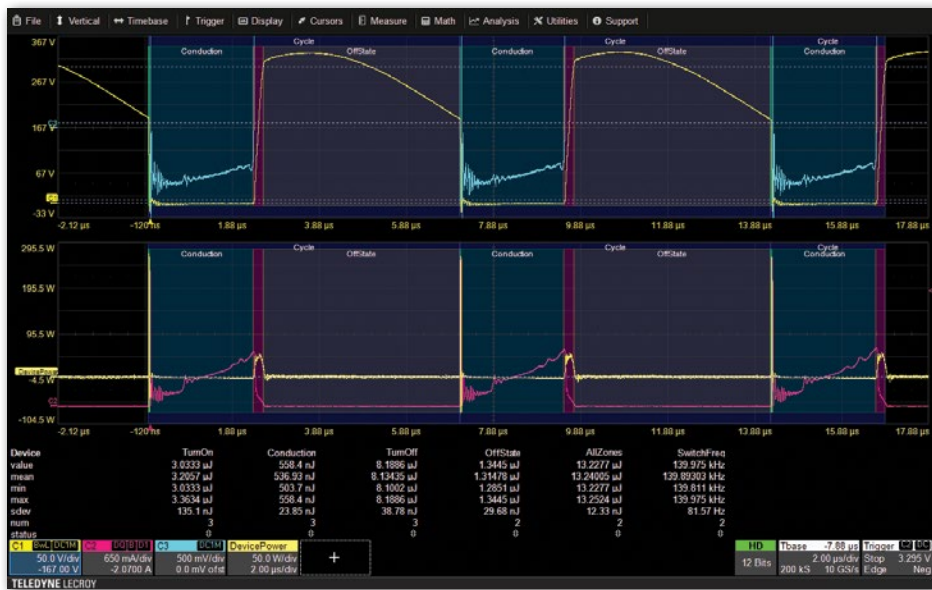 File Vertical Timebase Trigger Display Cursors Measure Math Analysis Utilities Support
367 V
Cycle Cycle Cycle
Conduction OffState Conduction OffState Conduction
267 V
C3
167 V
67 V
C1
-33 V
-2.12 µs -120 ns 1.88 µs 3.88 µs 5.88 µs 7.88 µs 9.88 µs 11.88 µs 13.88 µs 15.88 µs 17.88 µs
295.5 W
Cycle Cycle Cycle
Conduction OffState Conduction OffState Conduction
195.5 W
95.5 W
DevicePower
-4.5 W
C2
-104.5 W
-2.12 µs -120 ns 1.88 µs 3.88 µs 5.88 µs 7.88 µs 9.88 µs 11.88 µs 13.88 µs 15.88 µs 17.88 µs
Device TurnOn Conduction TurnOff OffState AllZones SwitchFreq
value 3.0333 µJ 558.4 nJ 8.1886 µJ 1.3445 µJ 13.2277 µJ 139.975 kHz
mean 3.2057 µJ 536.93 nJ 8.13435 µJ 1.31478 µJ 13.24005 µJ 139.89303 kHz
min 3.0333 µJ 503.7 nJ 8.1002 µJ 1.2851 µJ 13.2277 µJ 139.811 kHz
max 3.3634 µJ 558.4 nJ 8.1886 µJ 1.3445 µJ 13.2524 µJ 139.975 kHz
sdev 135.1 nJ 23.85 nJ 38.78 nJ 29.68 nJ 12.33 nJ 81.57 Hz
num 3 3 3 2 2 2
status 0 0 0 0 0 0
C1 BwL DC1M C2 DQ B D1 C3 DC1M DevicePower HD Tbase -7.88 µs Trigger C2 DC
50.0 V/div 650 mA/div 500 mV/div 50.0 W/div + 12 Bits 2.00 µs/div Stop 3.295 V
-167.00 V -2.0700 A 0.0 mV ofst 2.00 µs/div 200 kS 10 GS/s Edge Neg
TELEDYNE LECROY